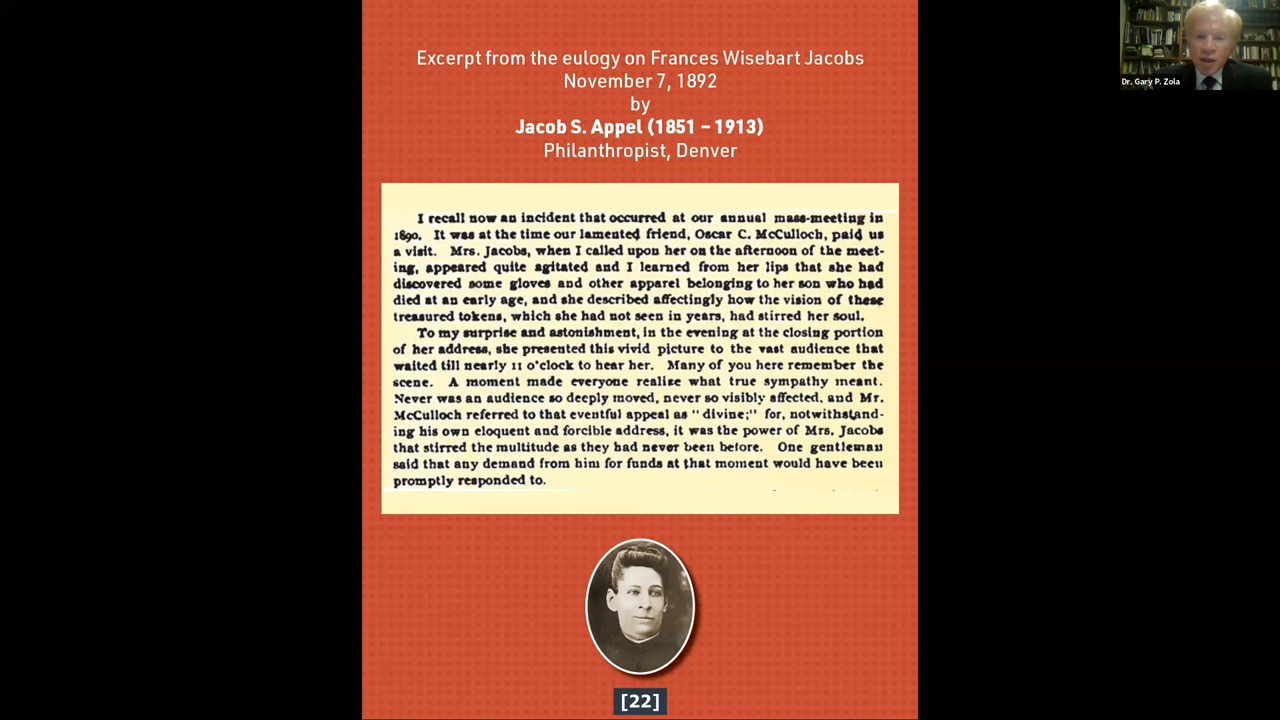 Excerpt from the eulogy on Frances Wisebart Jacobs
November 7, 1892
by
Jacob S. Appel (1851 – 1913)
Philanthropist, Denver
I recall now an incident that occurred at our annual mass-meeting in
1890. It was at the time our lamented friend, Oscar C. McCulloch, paid us
a visit. Mrs. Jacobs, when I called upon her on the afternoon of the meet-
ing, appeared quite agitated and I learned from her lips that she had
discovered some gloves and other apparel belonging to her son who had
died at an early age, and she described affectingly how the vision of these
treasured tokens, which she had not seen in years, had stirred her soul.
To my surprise and astonishment, in the evening at the closing portion
of her address, she presented this vivid picture to the vast audience that
waited till nearly 11 o'clock to hear her. Many of you here remember the
scene. A moment made everyone realize what true sympathy meant.
Never was an audience so deeply moved, never so visibly affected, and Mr.
McCulloch referred to that eventful appeal as "divine;" for, notwithstand-
ing his own eloquent and forcible address, it was the power of Mrs. Jacobs
that stirred the multitude as they had never been before. One gentleman
said that any demand from him for funds at that moment would have been
promptly responded to.
[22]
Dr. Gary P. Zola